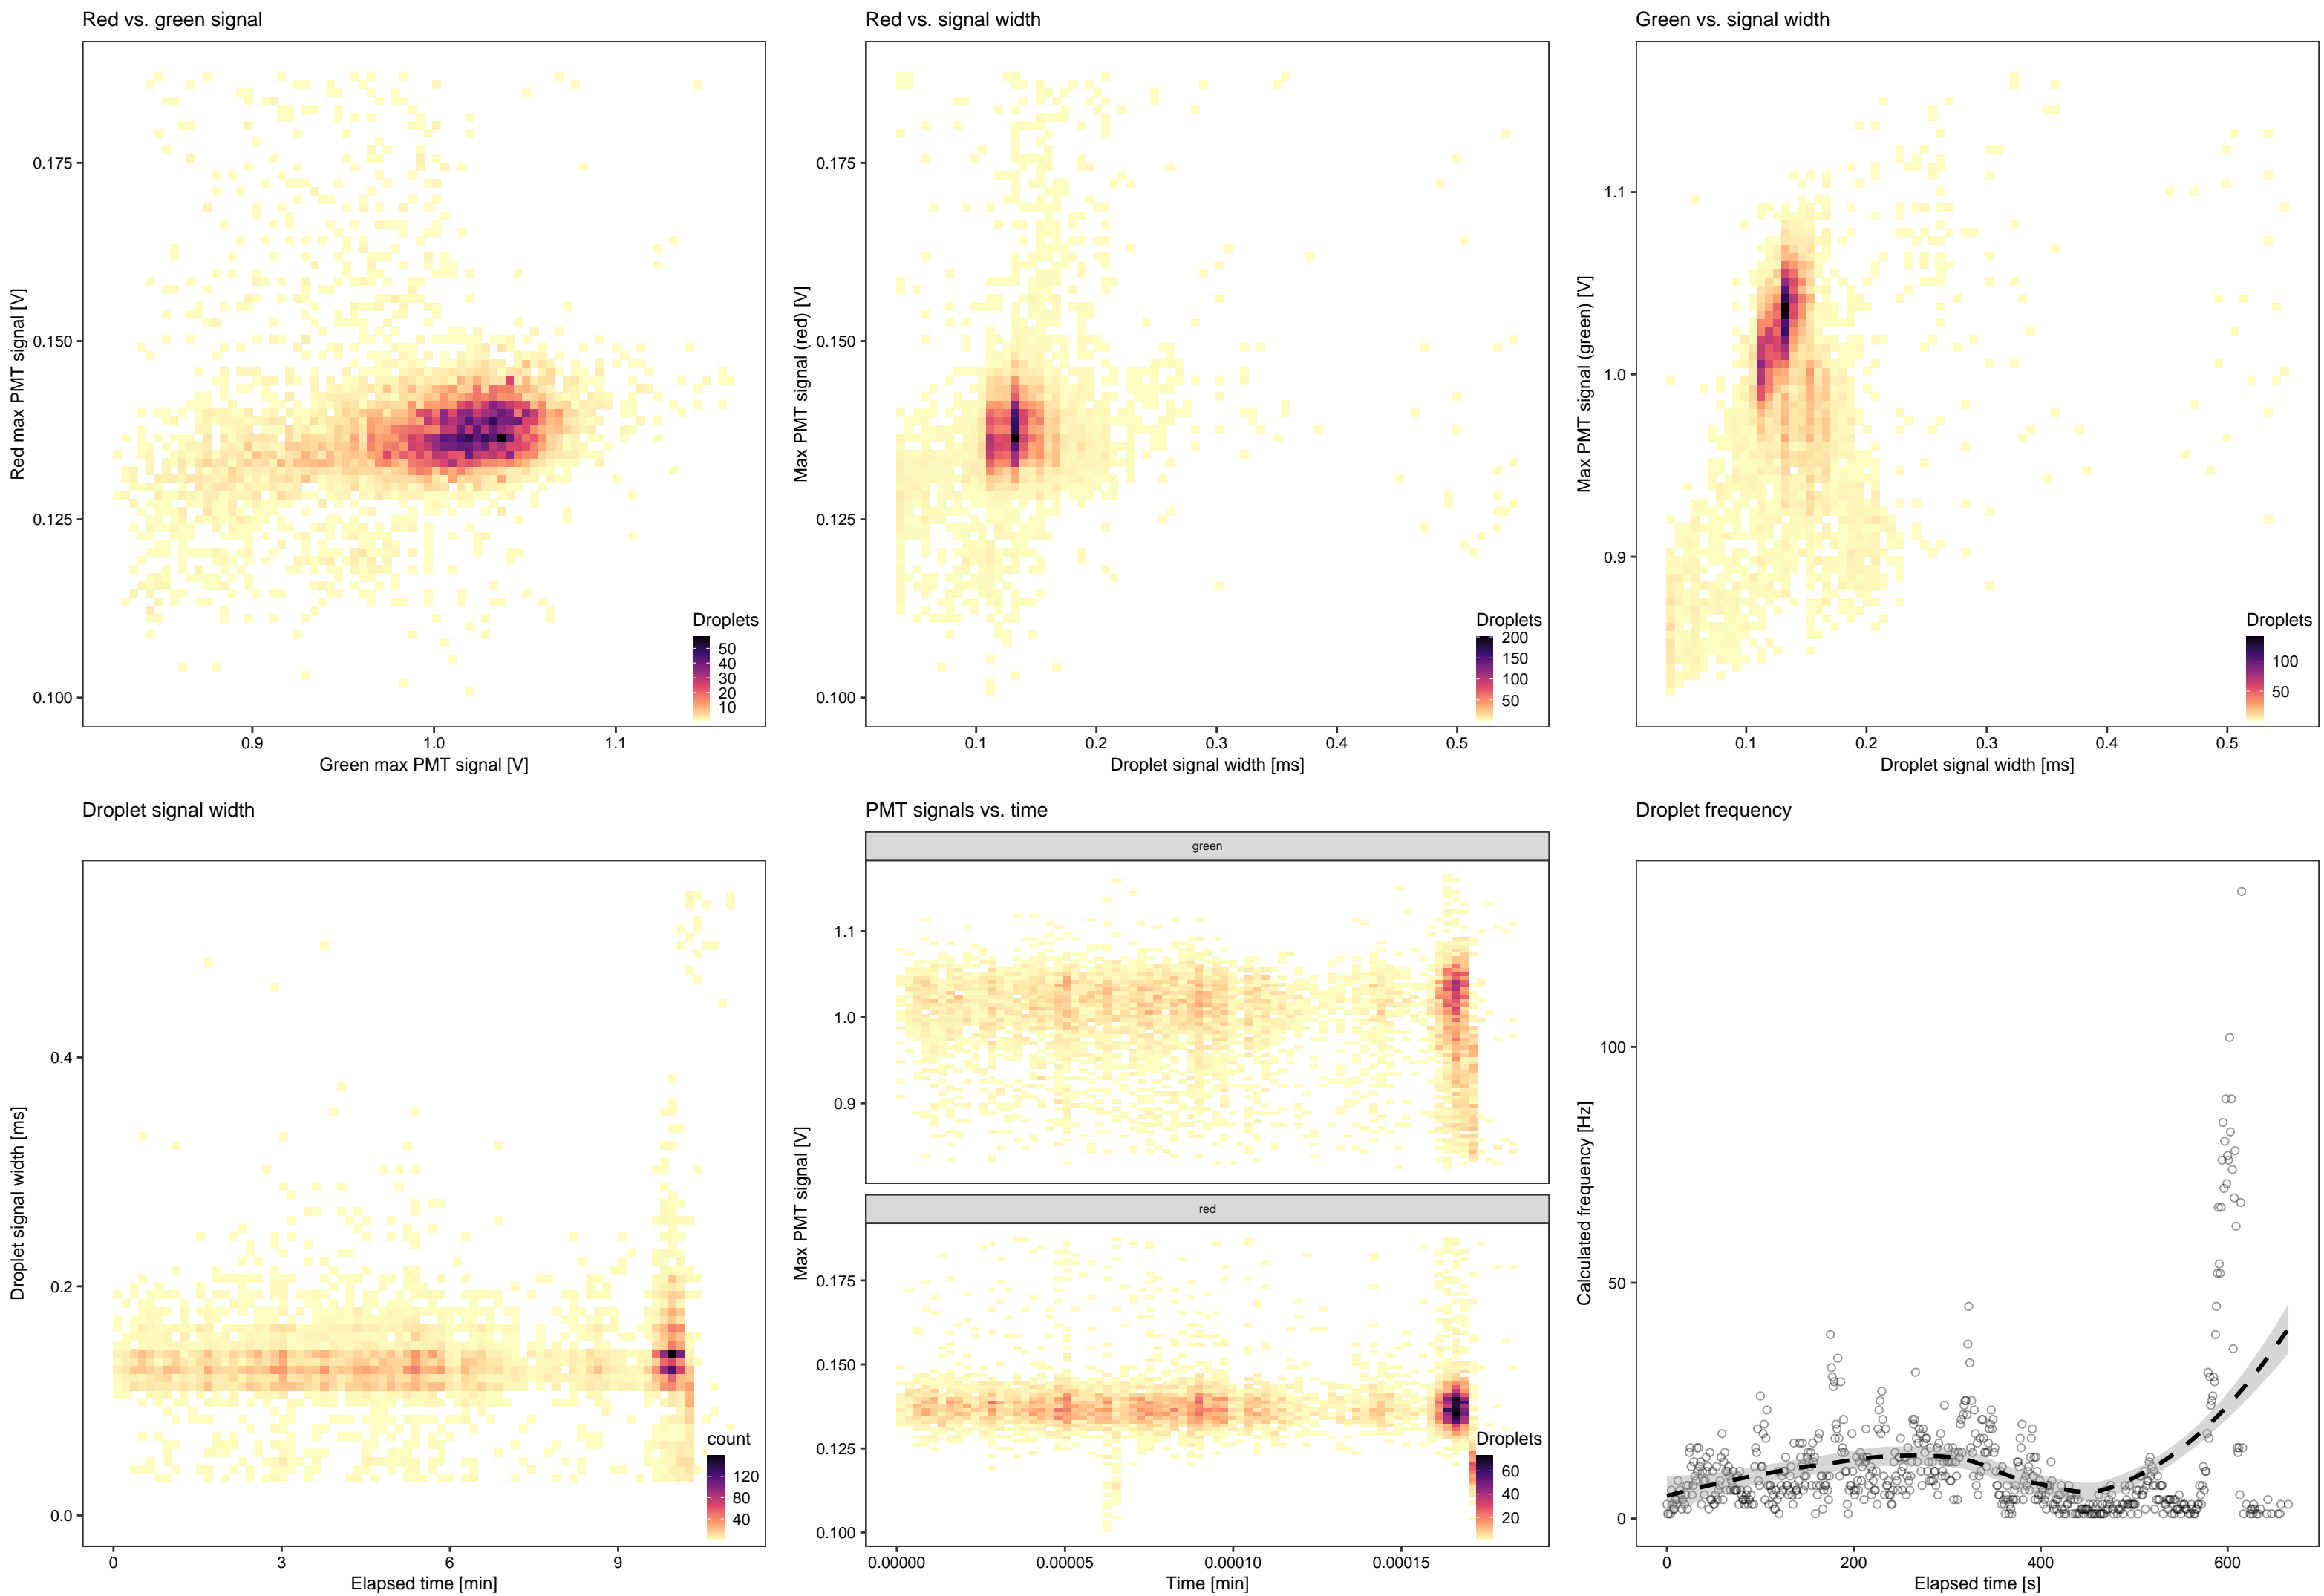 Red vs. green signal
Red max PMT signal [V]
0.175
0.150
0.125
0.100
0.9 1.0 1.1
Green max PMT signal [V]
Droplets
50
40
30
20
10
Red vs. signal width
Max PMT signal (red) [V]
0.175
0.150
0.125
0.100
0.1 0.2 0.3 0.4 0.5
Droplet signal width [ms]
Droplets
200
150
100
50
Green vs. signal width
Max PMT signal (green) [V]
1.1
1.0
0.9
0.1 0.2 0.3 0.4 0.5
Droplet signal width [ms]
Droplets
100
50
Droplet signal width
Droplet signal width [ms]
0.4
0.2
0.0
0 3 6 9
Elapsed time [min]
count
120
80
40
PMT signals vs. time
Max PMT signal [V]
green
1.1
1.0
0.9
red
0.175
0.150
0.125
0.100
0.00000 0.00005 0.00010 0.00015
Time [min]
Droplets
60
40
20
Droplet frequency
Calculated frequency [Hz]
100
50
0
0 200 400 600
Elapsed time [s]